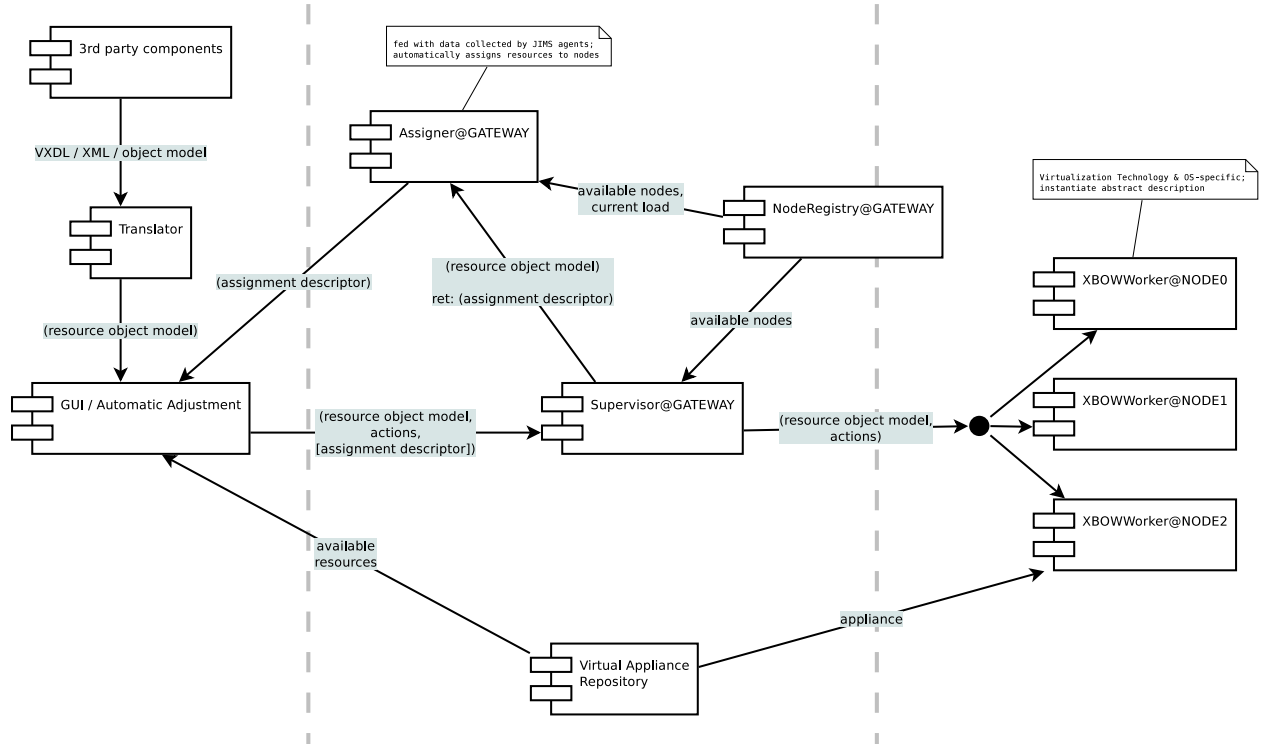 3rd party components
fed with data collected by JIMS agents;
automatically assigns resources to nodes
Assigner@GATEWAY
VXDL / XML / object model
Virtualization Technology & OS-specific;
instantiate abstract description
available nodes,
current load
NodeRegistry@GATEWAY
Translator
(resource object model)
ret: (assignment descriptor)
(assignment descriptor)
XBOWWorker@NODE0
available nodes
(resource object model)
GUI / Automatic Adjustment
(resource object model,
actions,
[assignment descriptor])
Supervisor@GATEWAY
(resource object model,
actions)
XBOWWorker@NODE1
XBOWWorker@NODE2
available
resources
appliance
Virtual Appliance
Repository